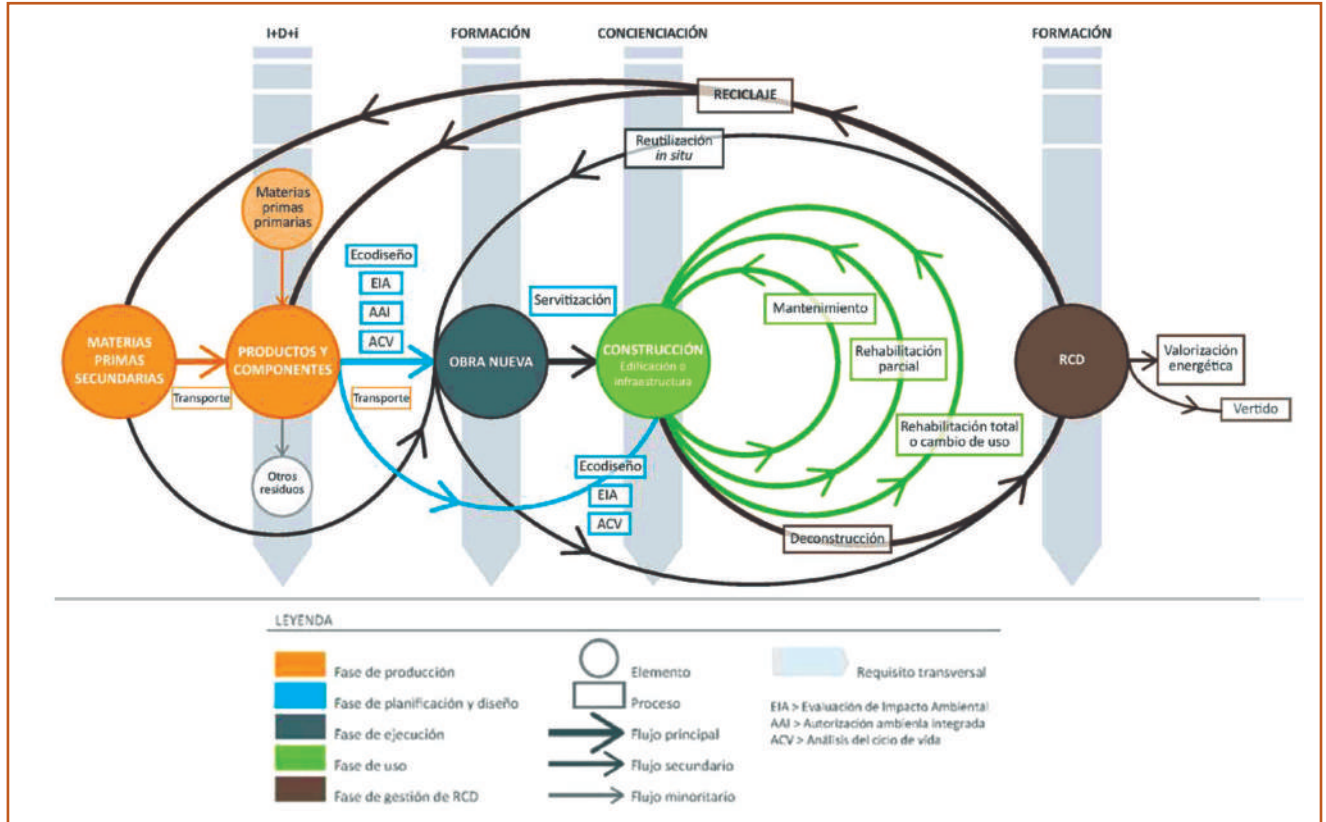 I+D+i
FORMACIÓN
CONCIENCIACIÓN
FORMACIÓN
RECICLAJE
Reutilización
in situ
Materias
primas
primarias
Ecodiseño
EIA
AAI
ACV
Servitización
MATERIAS
PRIMAS
SECUNDARIAS
Transporte
PRODUCTOS Y
COMPONENTES
Transporte
OBRA NUEVA
CONSTRUCCIÓN
Edificación o
infraestructura
Mantenimiento
Rehabilitación
parcial
Rehabilitación total
o cambio de uso
RCD
Valorización
energética
Vertido
Otros
residuos
Ecodiseño
EIA
ACV
Deconstrucción
LEYENDA
Fase de producción
Fase de planificación y diseño
Fase de ejecución
Fase de uso
Fase de gestión de RCD
Elemento
Proceso
Flujo principal
Flujo secundario
Flujo minoritario
Requisito transversal
EIA > Evaluación de Impacto Ambiental
AAI > Autorización ambienla integrada
ACV > Análisis del ciclo de vida